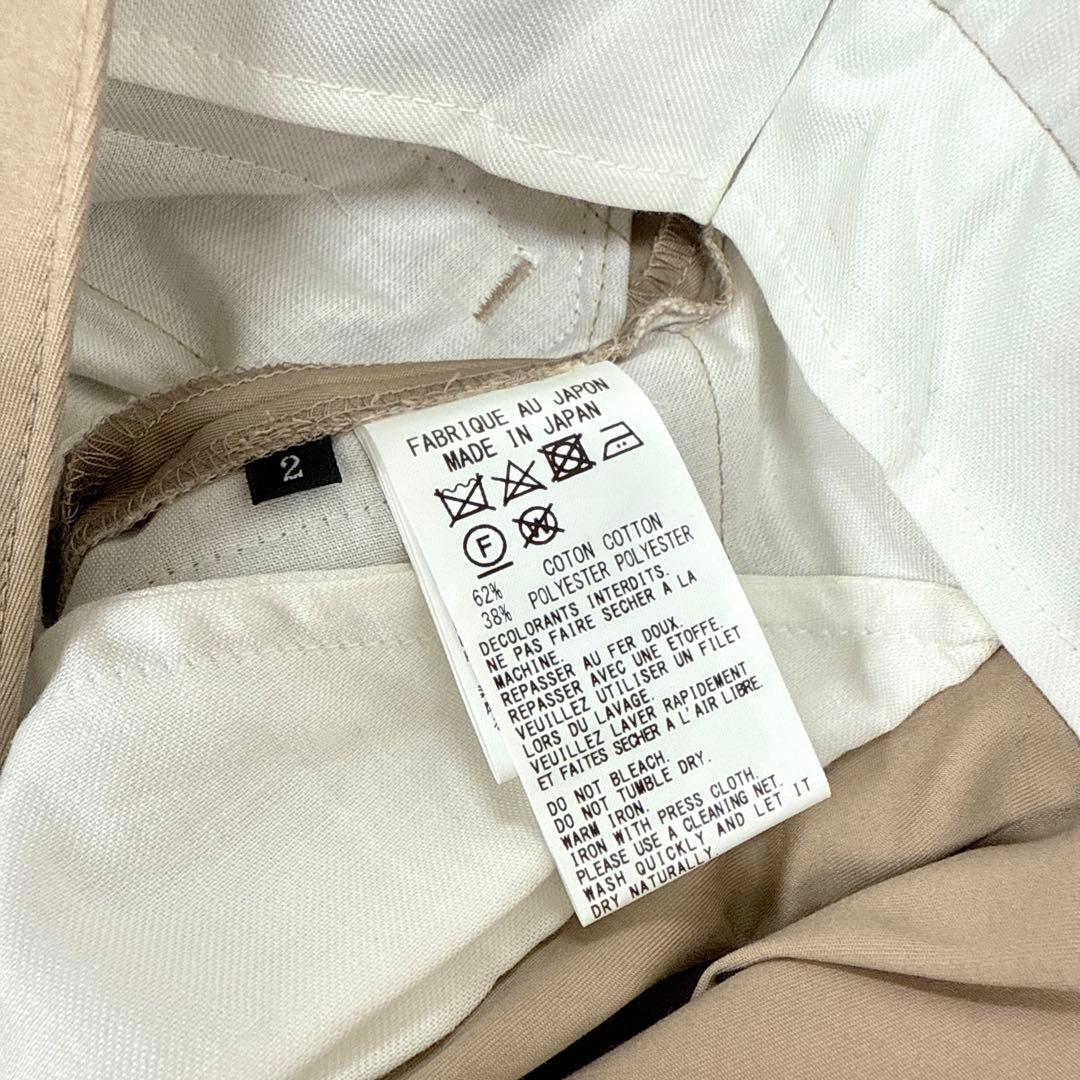 2
FABRIQUE AU JAPON
MADE IN JAPAN
F
W
62% COTON COTTON
38% POLYESTER POLYESTER
DECOLORANTS INTERDITS.
NE PAS FAIRE SECHER A LA
MACHINE.
REPASSER AU FER DOUX.
REPASSER AVEC UNE ETOFFE.
VEUILLEZ UTILISER UN FILET
LORS DU LAVAGE.
VEUILLEZ LAVER RAPIDEMENT
ET FAITES SECHER A L'AIR LIBRE.
DO NOT BLEACH.
DO NOT TUMBLE DRY.
WARM IRON.
IRON WITH PRESS CLOTH.
PLEASE USE A CLEANING NET.
WASH QUICKLY AND LET IT
DRY NATURALLY.